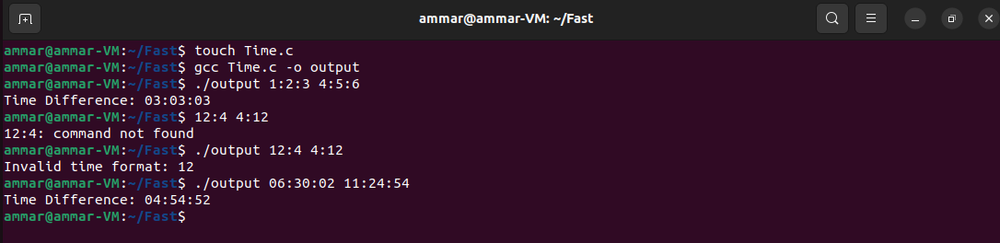 ammar@ammar-VM: ~/Fast
ammar@ammar-VM:~/Fast$ touch Time.c
ammar@ammar-VM:~/Fast$ gcc Time.c -o output
ammar@ammar-VM:~/Fast$ ./output 1:2:3 4:5:6
Time Difference: 03:03:03
ammar@ammar-VM:~/Fast$ 12:4 4:12
12:4: command not found
ammar@ammar-VM:~/Fast$ ./output 12:4 4:12
Invalid time format: 12
ammar@ammar-VM:~/Fast$ ./output 06:30:02 11:24:54
Time Difference: 04:54:52
ammar@ammar-VM:~/Fast$